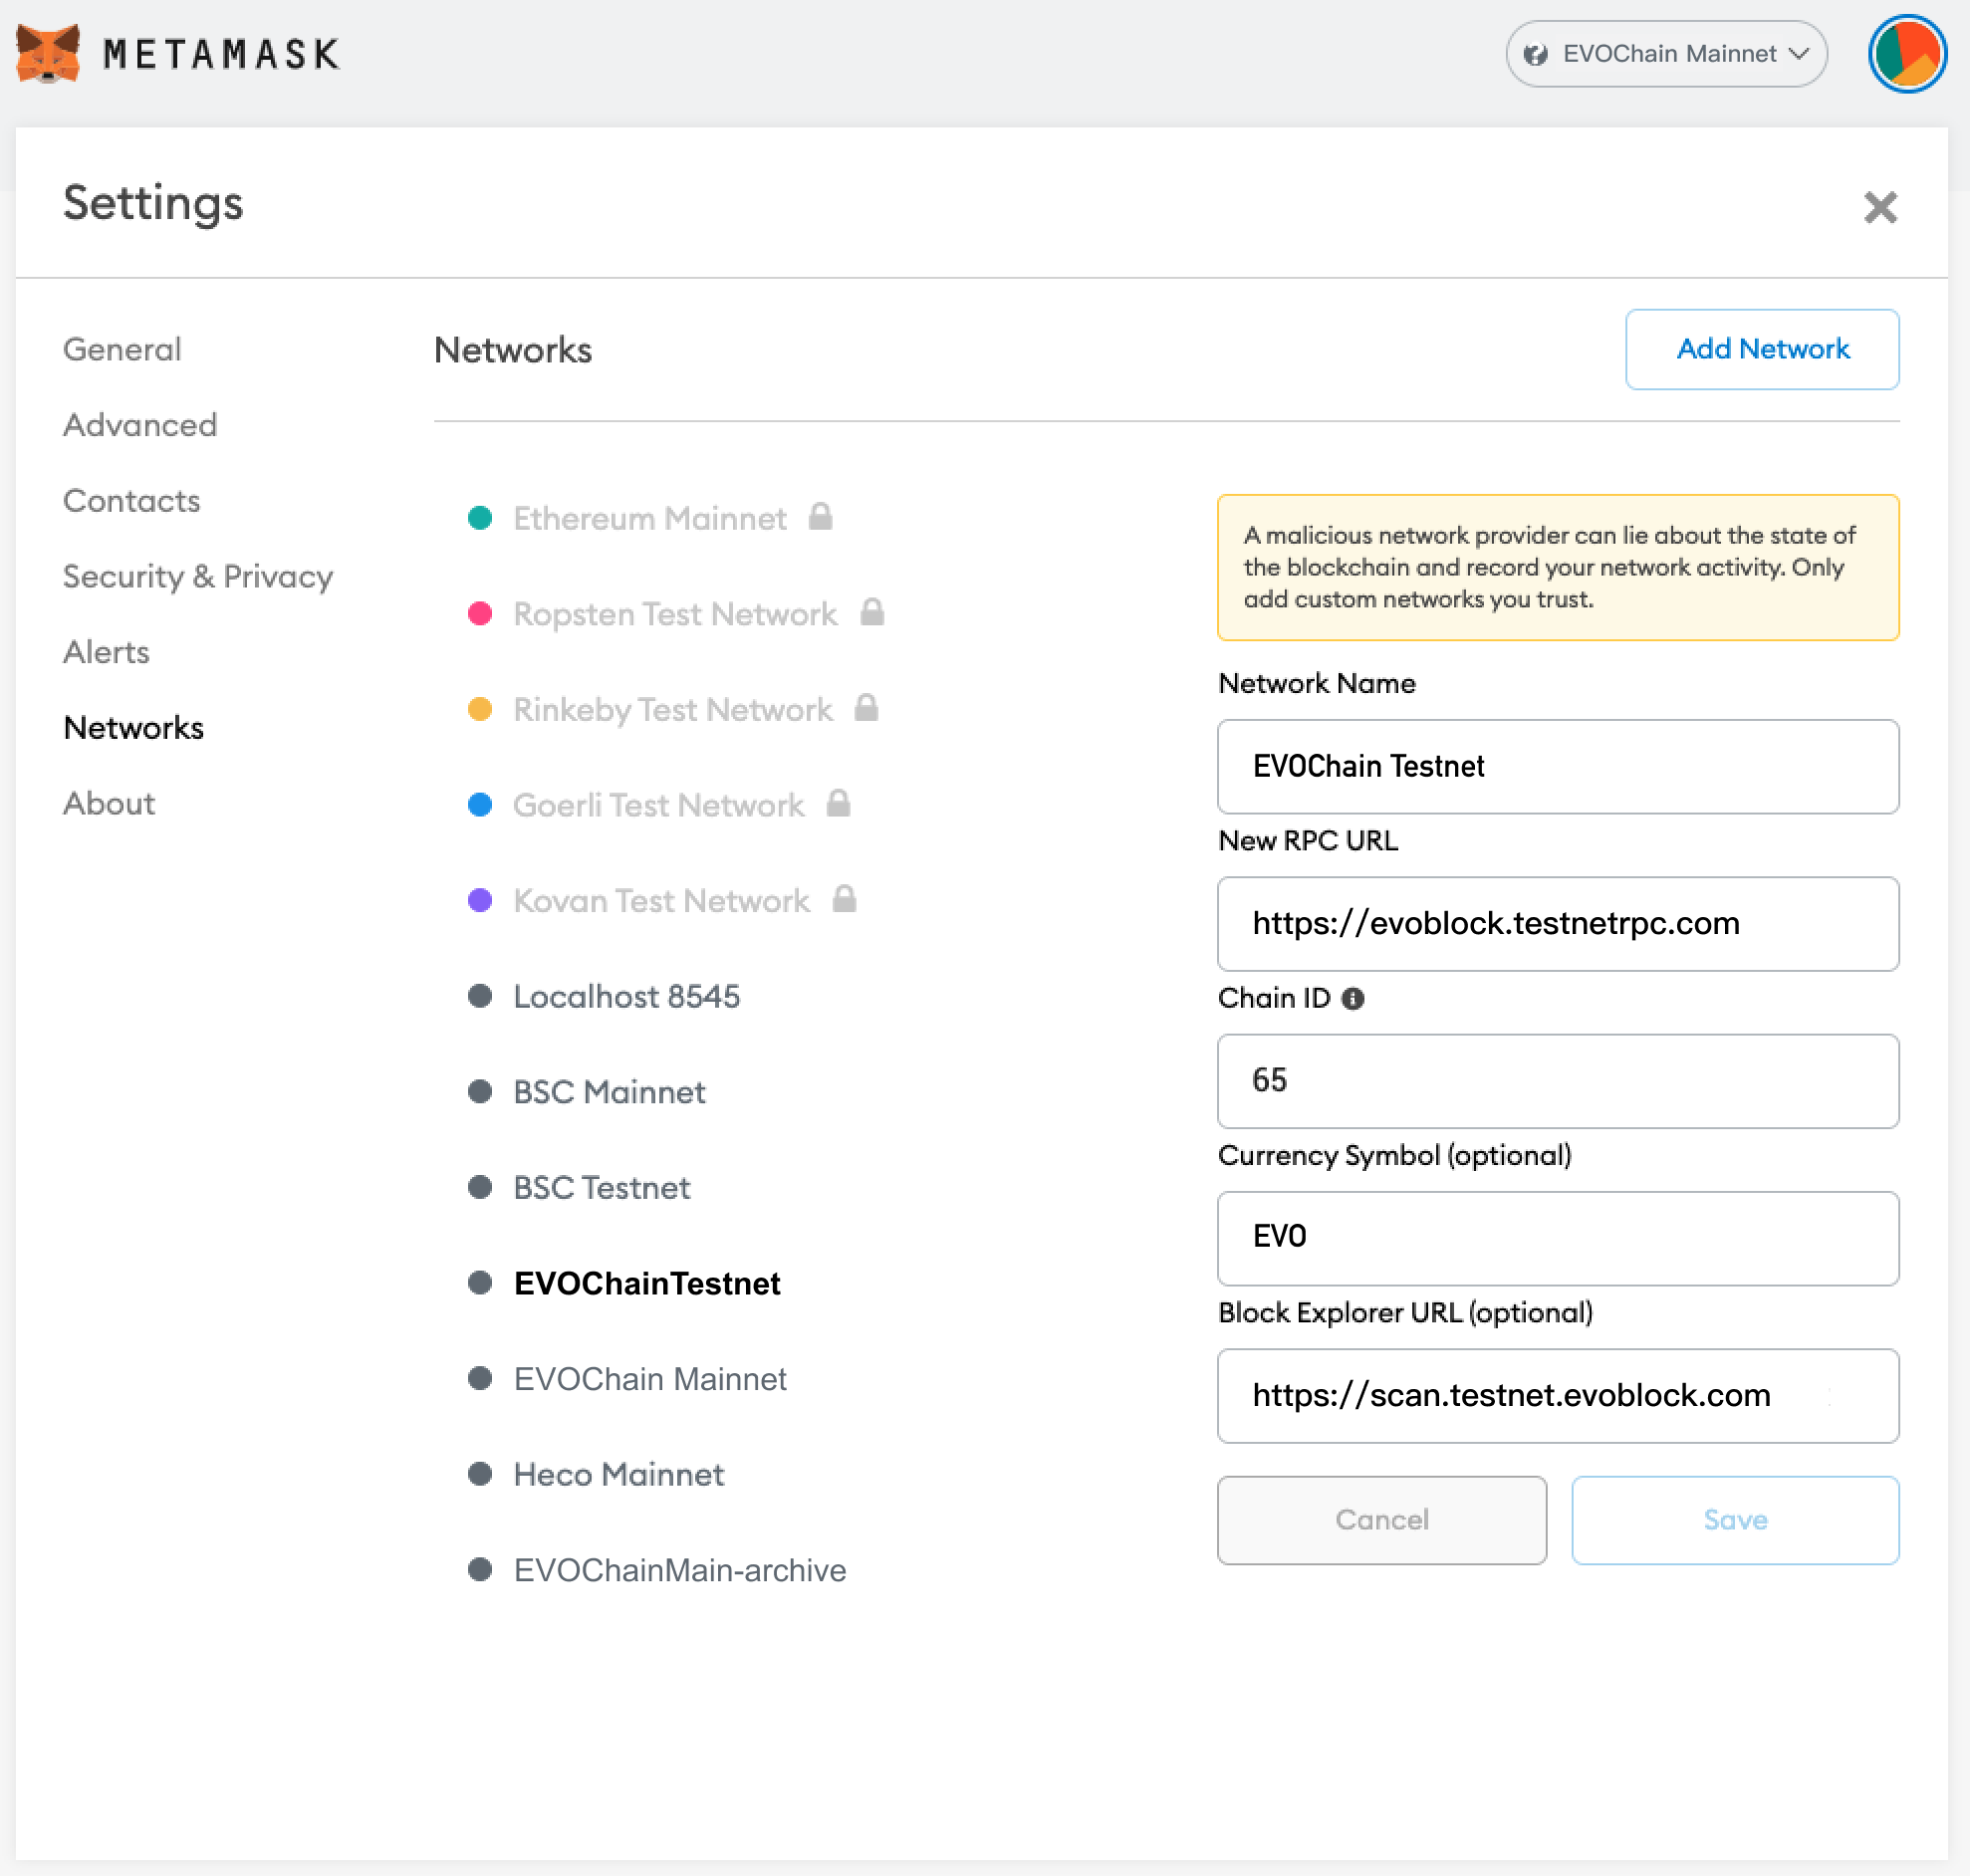 METAMASK
EVOChain Mainnet
Settings
General
Advanced
Contacts
Security & Privacy
Alerts
Networks
About
Networks
Add Network
Ethereum Mainnet
Ropsten Test Network
Rinkeby Test Network
Goerli Test Network
Kovan Test Network
Localhost 8545
BSC Mainnet
BSC Testnet
EVOChainTestnet
EVOChain Mainnet
Heco Mainnet
EVOChainMain-archive
A malicious network provider can lie about the state of
the blockchain and record your network activity. Only
add custom networks you trust.
Network Name
EVOChain Testnet
New RPC URL
https://evoblock.testnetrpc.com
Chain ID
65
Currency Symbol (optional)
EVO
Block Explorer URL (optional)
https://scan.testnet.evoblock.com
Cancel
Save